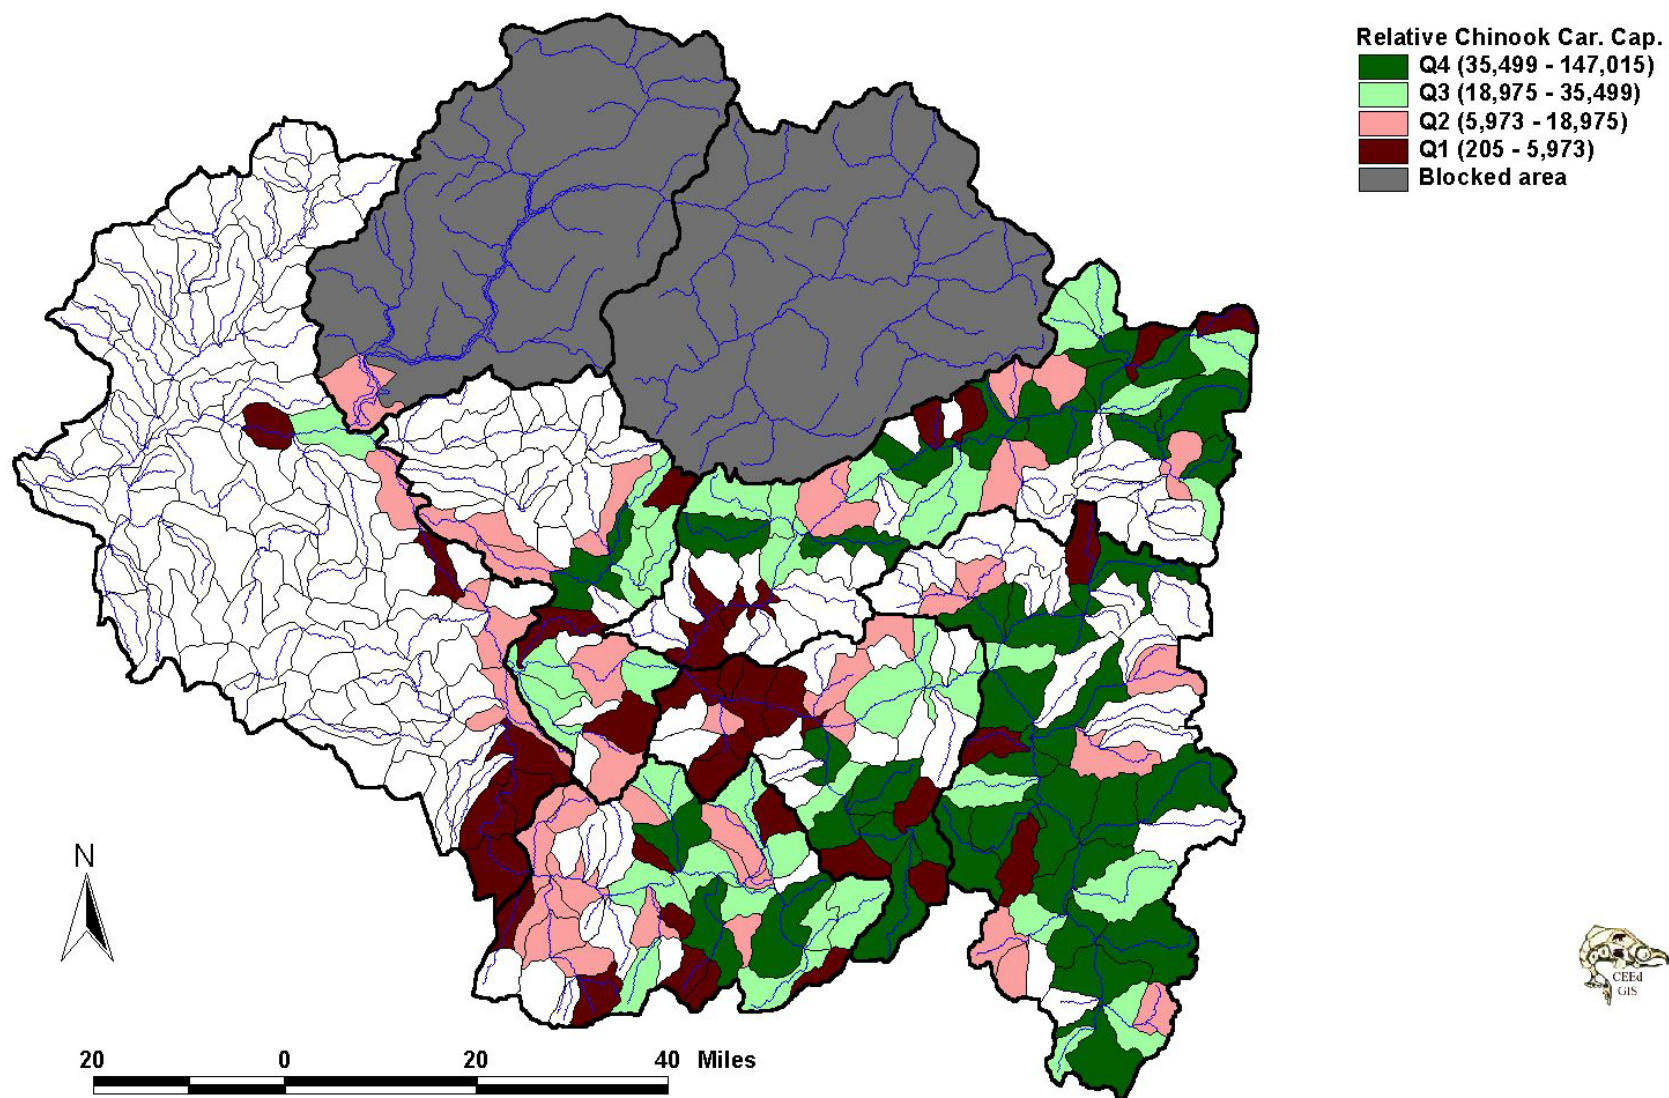 Relative Chinook Car. Cap.
Q4 (35,499 - 147,015)
Q3 (18,975 - 35,499)
Q2 (5,973 - 18,975)
Q1 (205 - 5,973)
Blocked area
N
CEEd
GIS
20 0 20 40 Miles